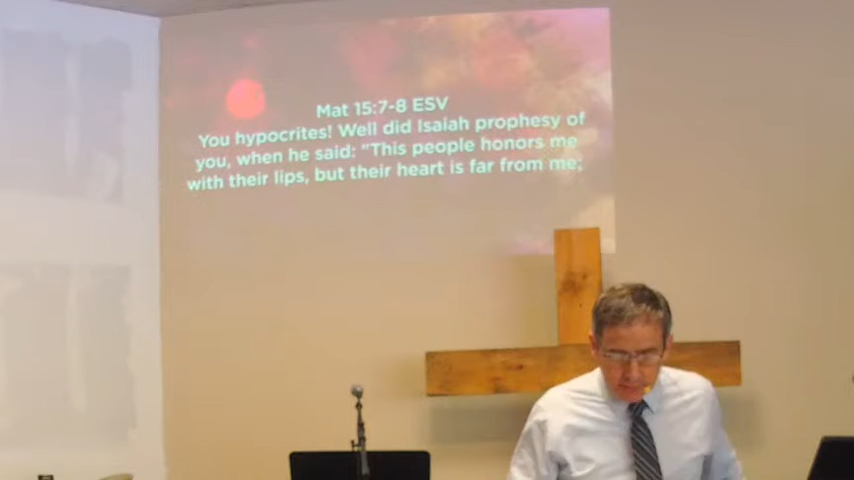 Mat 15:7-8 ESV
You hypocrites! Well did Isaiah prophesy of
you, when he said: "This people honors me
with their lips, but their heart is far from me;